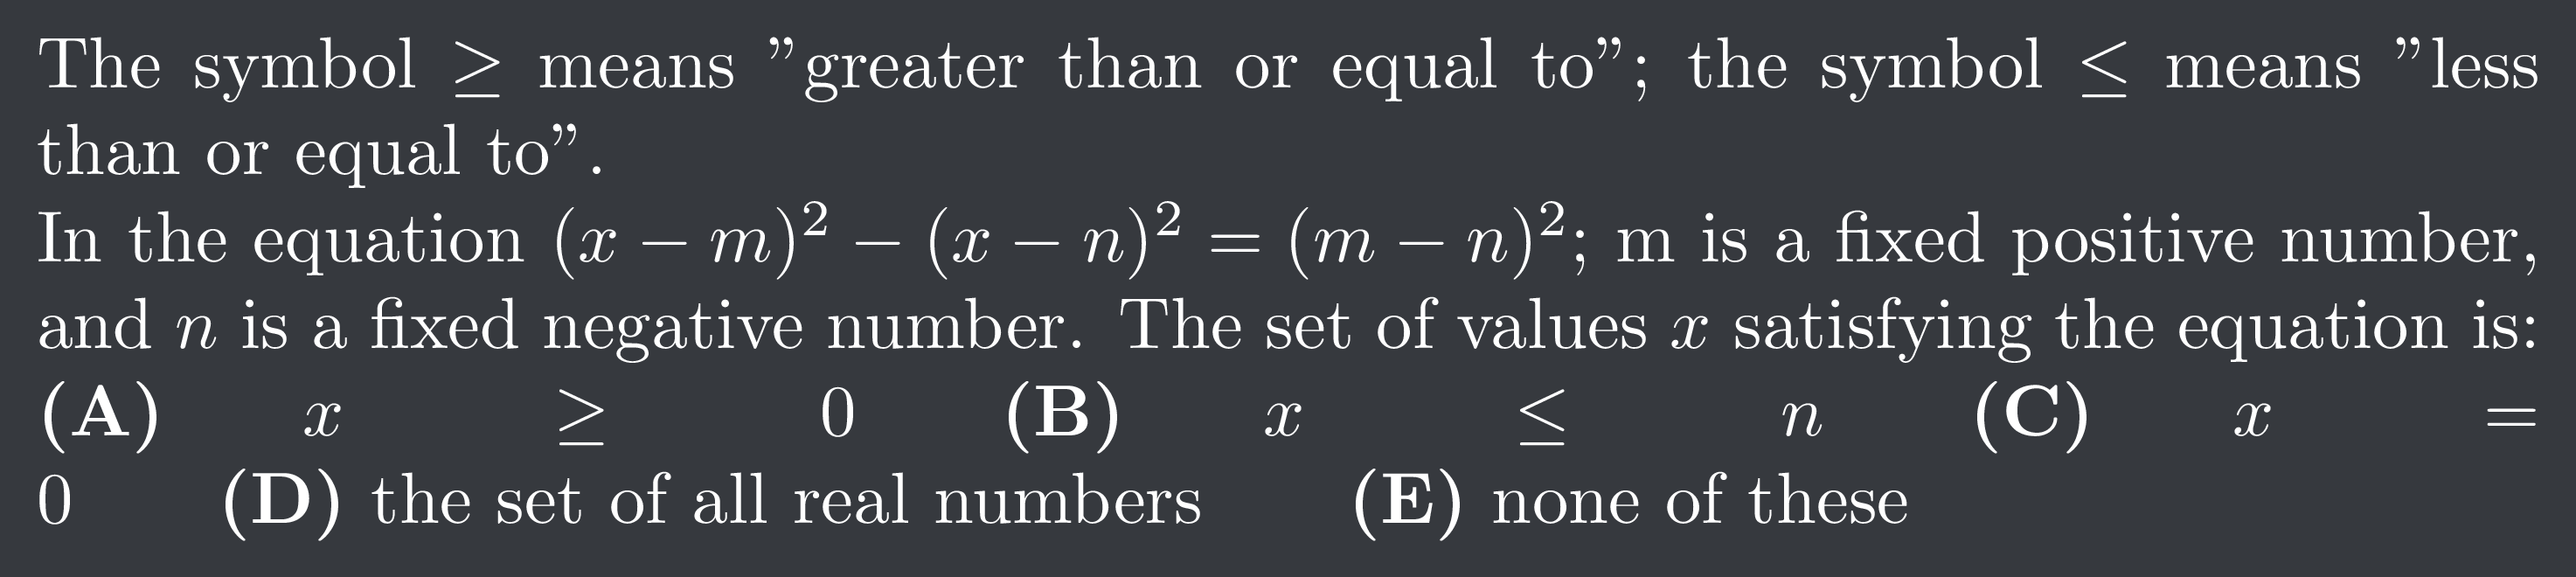 The symbol ≥ means ”greater than or equal to”; the symbol ≤ means ”less
than or equal to”.
In the equation (x − m)² − (x − n)² = (m − n)²; m is a fixed positive number,
and n is a fixed negative number. The set of values x satisfying the equation is:
(A) x ≥ 0 (B) x ≤ n (C) x =
0 (D) the set of all real numbers (E) none of these